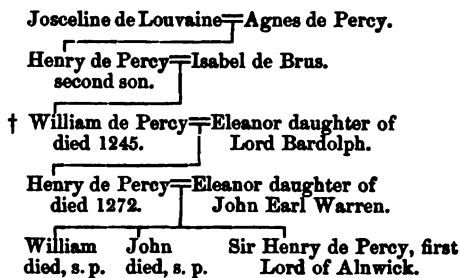 Josceline de Louvaine=Agnes de Percy.
Henry de Percy=Isabel de Brus.
second son.
† William de Percy=Eleanor daughter of
died 1245. Lord Bardolph.
Henry de Percy=Eleanor daughter of
died 1272. John Earl Warren.
William John Sir Henry de Percy, first
died, s. p. died, s. p. Lord of Alnwick.